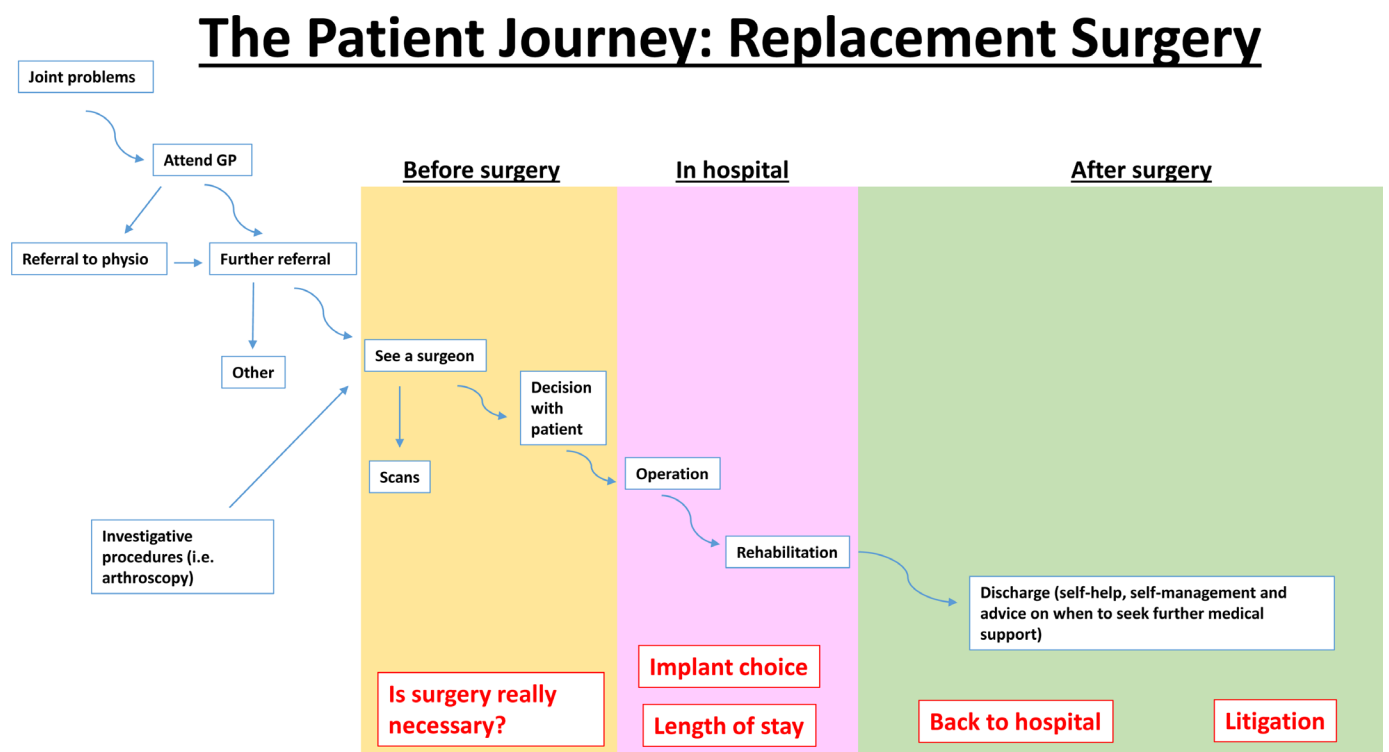 The Patient Journey: Replacement Surgery
Joint problems
Attend GP
Before surgery
In hospital
After surgery
Referral to physio
Further referral
See a surgeon
Other
Decision
with
patient
Scans
Operation
Investigative
procedures (i.e.
arthroscopy)
Rehabilitation
Discharge (self-help, self-management and
advice on when to seek further medical
support)
Is surgery really
necessary?
Implant choice
Length of stay
Back to hospital
Litigation